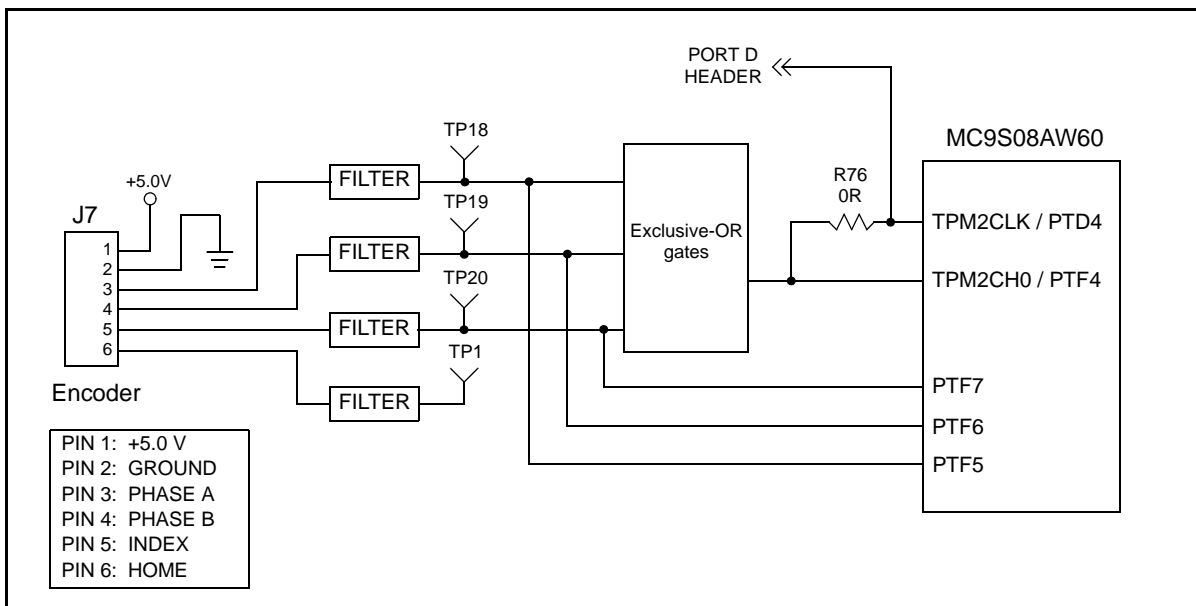 PORT D
HEADER
MC9S08AW60
TP18
FILTER
R76
0R
+5.0V
TP19
TPM2CLK / PTD4
J7
Exclusive-OR
gates
1
2
3
4
5
6
FILTER
TP20
TPM2CH0 / PTF4
FILTER
TP1
FILTER
Encoder
PTF7
PTF6
PTF5
PIN 1: +5.0 V
PIN 2: GROUND
PIN 3: PHASE A
PIN 4: PHASE B
PIN 5: INDEX
PIN 6: HOME